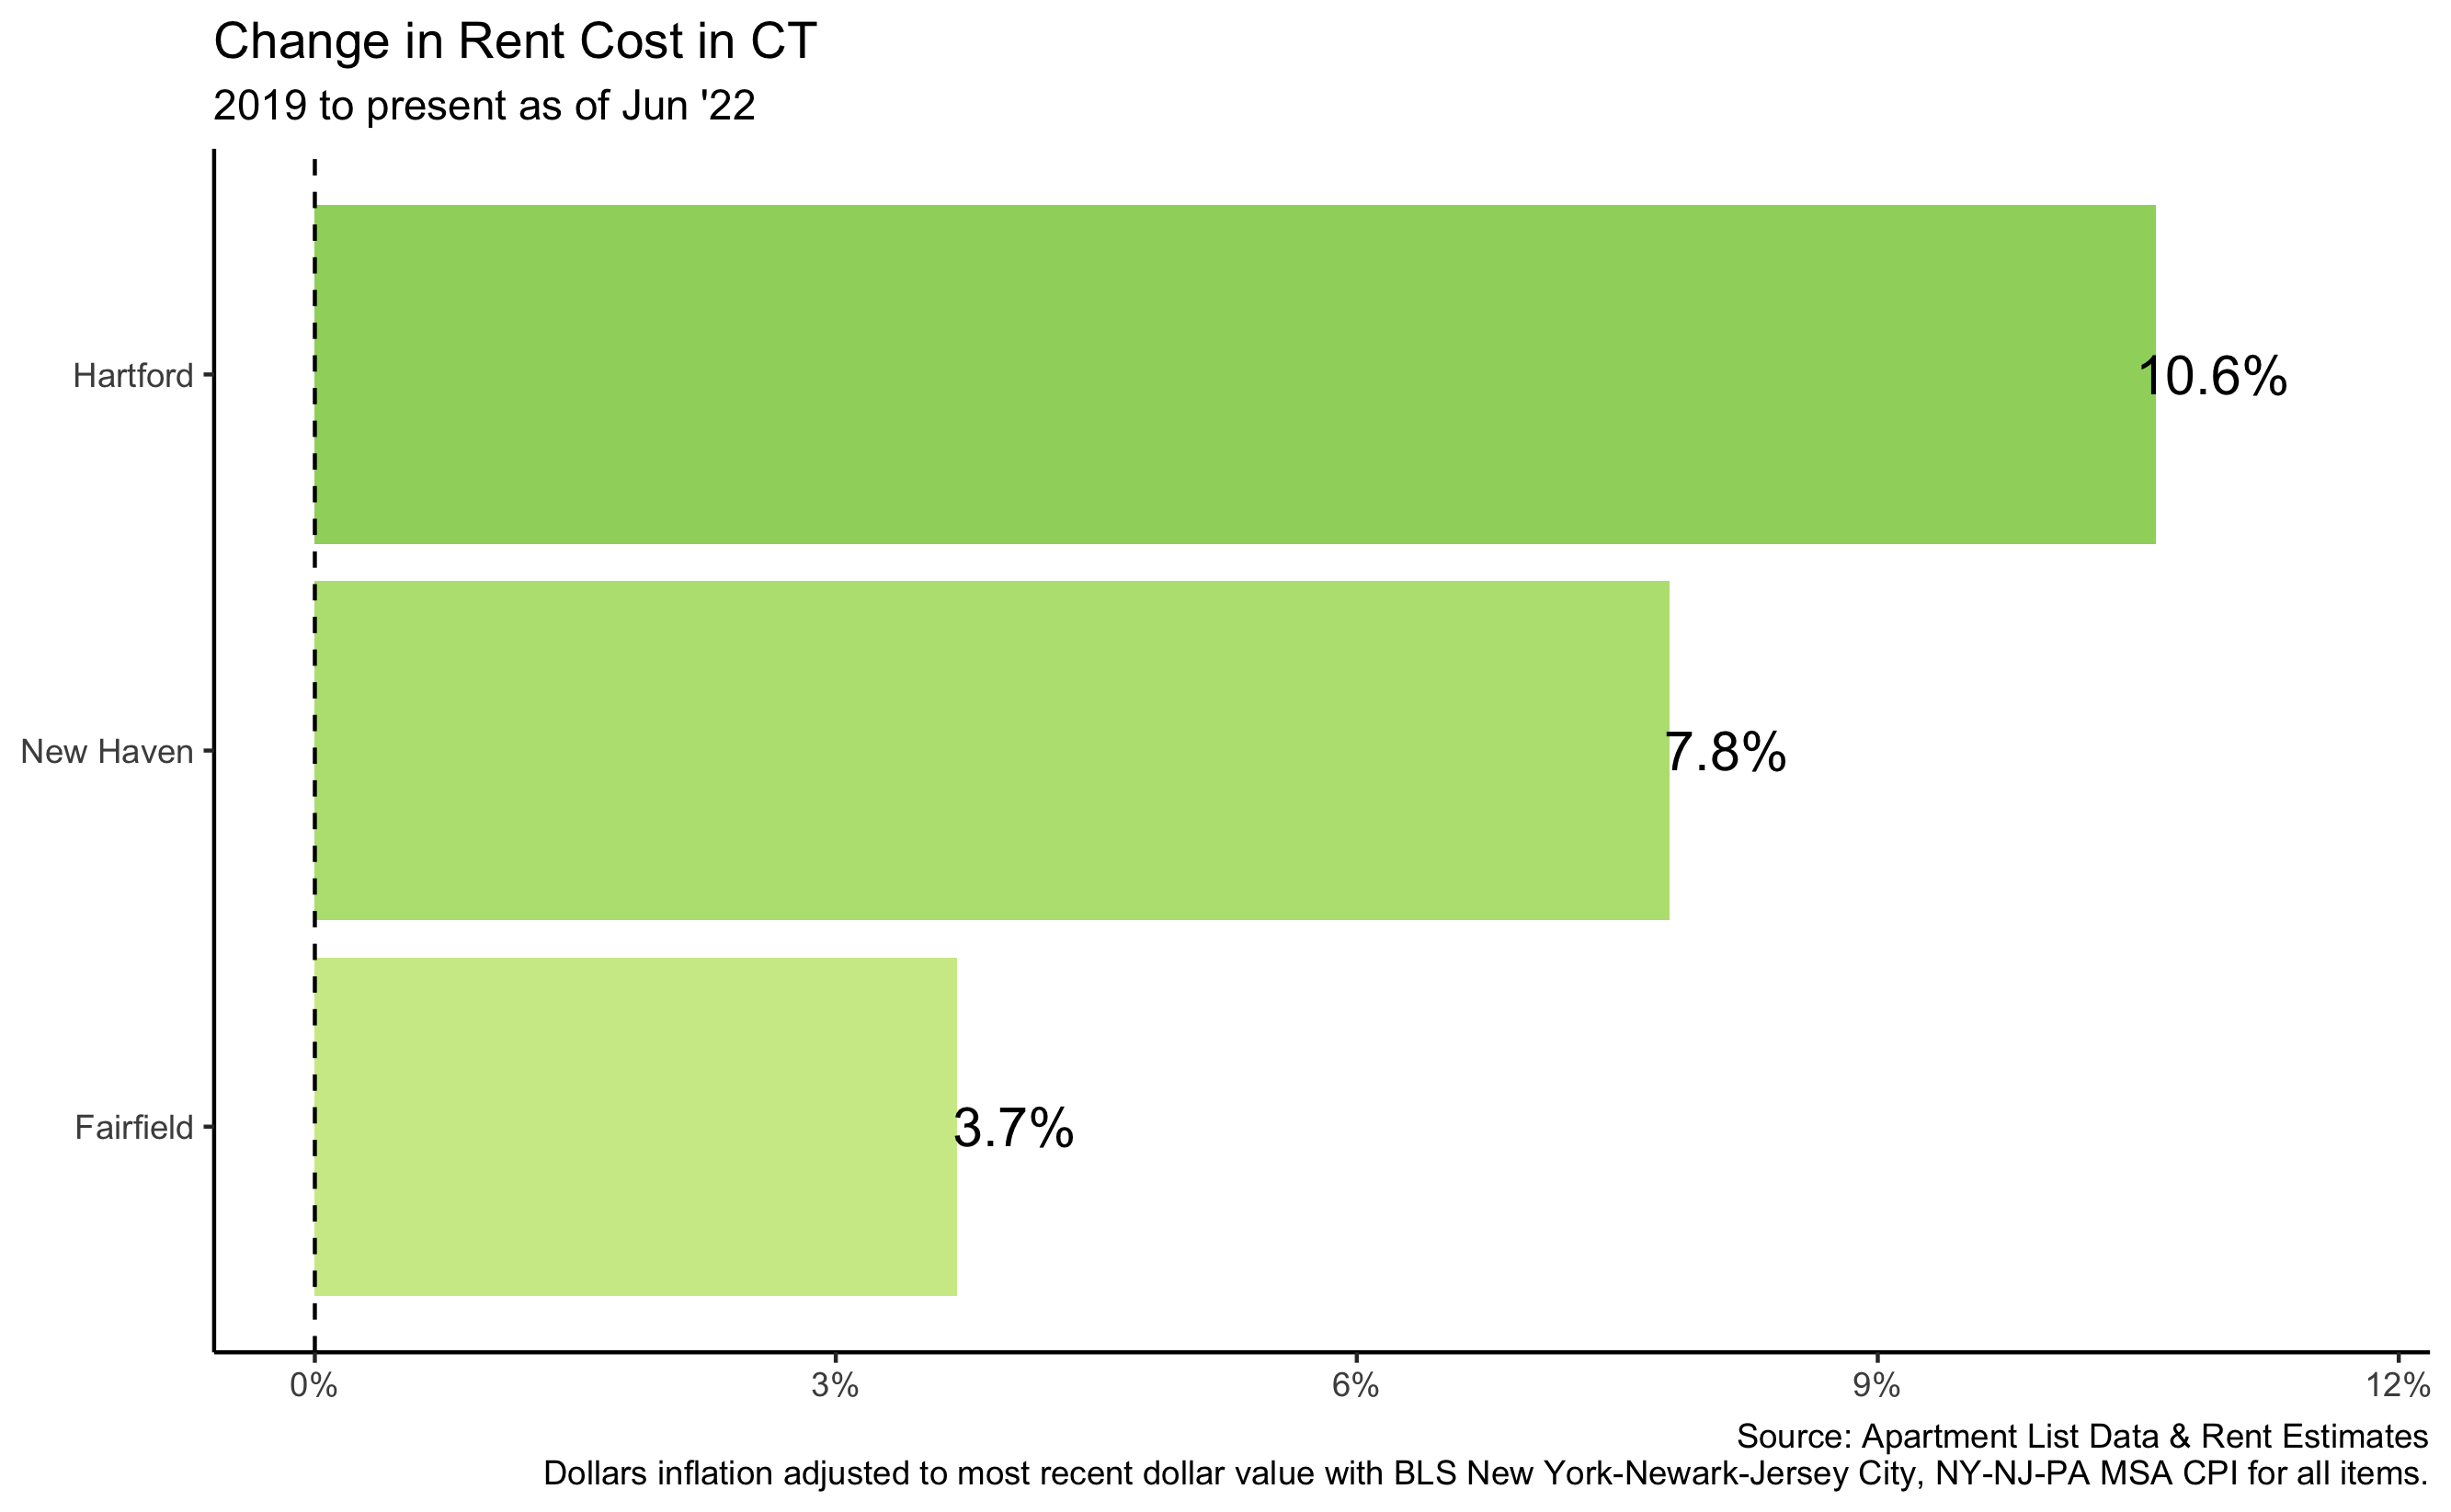 Change in Rent Cost in CT
2019 to present as of Jun '22
Hartford
10.6%
New Haven
7.8%
Fairfield
3.7%
0%
3%
6%
9%
12%
Source: Apartment List Data & Rent Estimates
Dollars inflation adjusted to most recent dollar value with BLS New York-Newark-Jersey City, NY-NJ-PA MSA CPI for all items.